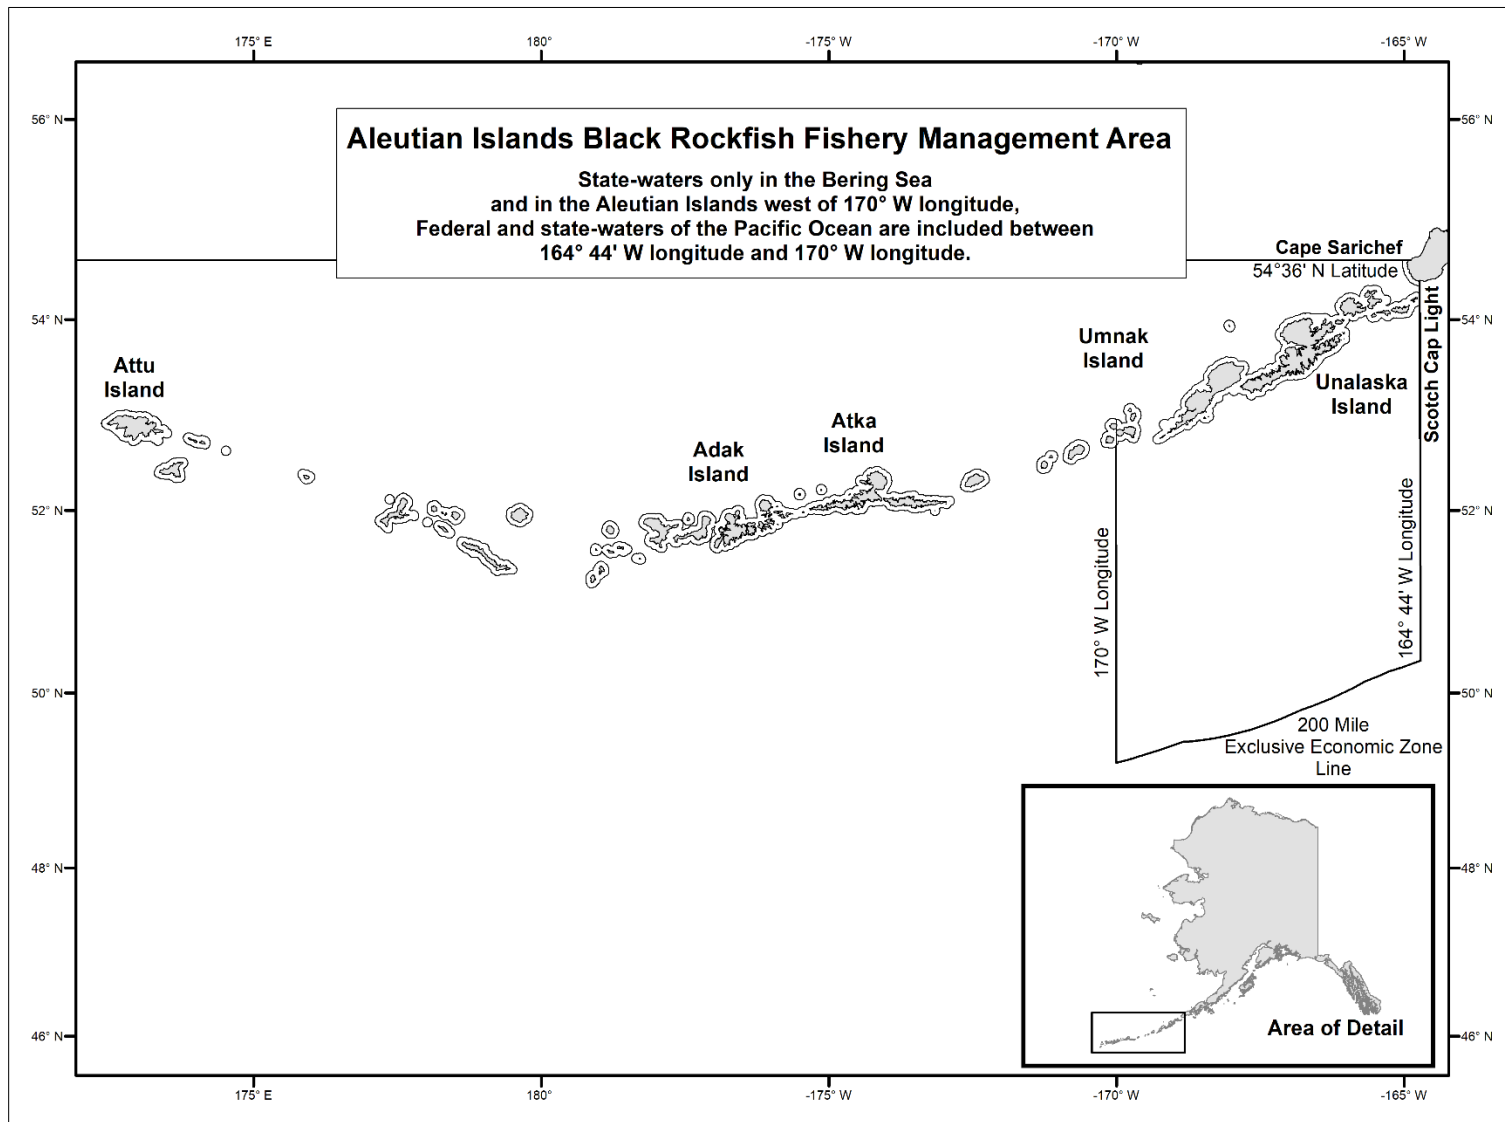 175° E
180°
-175° W
-170° W
-165° W
56° N
56° N
Aleutian Islands Black Rockfish Fishery Management Area
State-waters only in the Bering Sea
and in the Aleutian Islands west of 170° W longitude,
Federal and state-waters of the Pacific Ocean are included between
164° 44' W longitude and 170° W longitude.
Cape Sarichef
54°36' N Latitude
54° N
54° N
Scotch Cap Light
Umnak
Island
Attu
Island
Unalaska
Island
Atka
Island
Adak
Island
52° N
52° N
170° W Longitude
164° 44' W Longitude
50° N
50° N
200 Mile
Exclusive Economic Zone
Line
48° N
48° N
Area of Detail
46° N
46° N
175° E
180°
-175° W
-170° W
-165° W